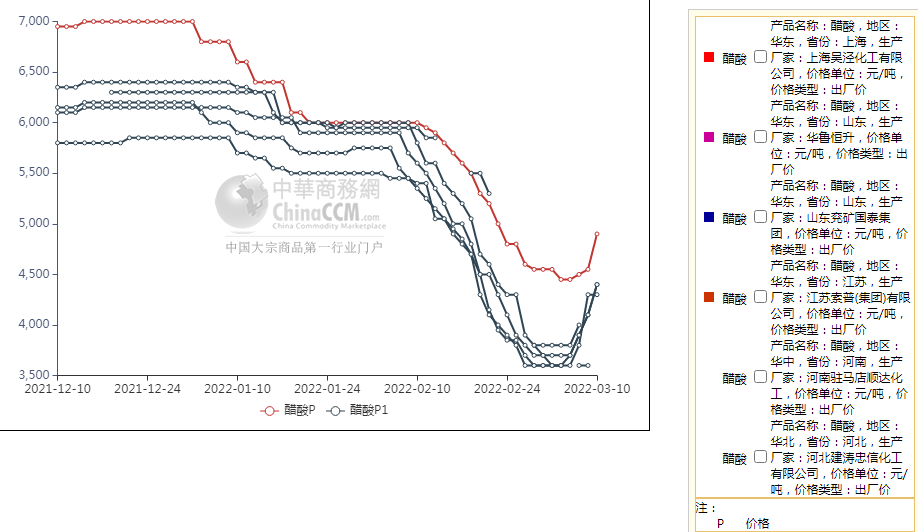 7,000
6,500
6,000
5,500
5,000
4,500
4,000
3,500
2021-12-10
2021-12-24
2022-01-10
2022-01-24
2022-02-10
2022-02-24
2022-03-10
醋酸P
醋酸P1
中華商務網
ChinaCCM.com
China Commodity Marketplace
中国大宗商品第一行业门户
产品名称：醋酸，地区：
华东，省份：上海，生产
醋酸 厂家：上海吴泾化工有限
公司，价格单位：元/吨，
价格类型：出厂价
产品名称：醋酸，地区：
华东，省份：山东，生产
醋酸 厂家：华鲁恒升，价格单
位：元/吨，价格类型：出
厂价
产品名称：醋酸，地区：
华东，省份：山东，生产
醋酸 厂家：山东兖矿国泰集
团，价格单位：元/吨，价
格类型：出厂价
产品名称：醋酸，地区：
华东，省份：江苏，生产
醋酸 厂家：江苏索普(集团)有限
公司，价格单位：元/吨，
价格类型：出厂价
产品名称：醋酸，地区：
华中，省份：河南，生产
醋酸 厂家：河南驻马店顺达化
工，价格单位：元/吨，价
格类型：出厂价
产品名称：醋酸，地区：
华北，省份：河北，生产
醋酸 厂家：河北建涛忠信化工
有限公司，价格单位：元/
吨，价格类型：出厂价
注：
P 价格